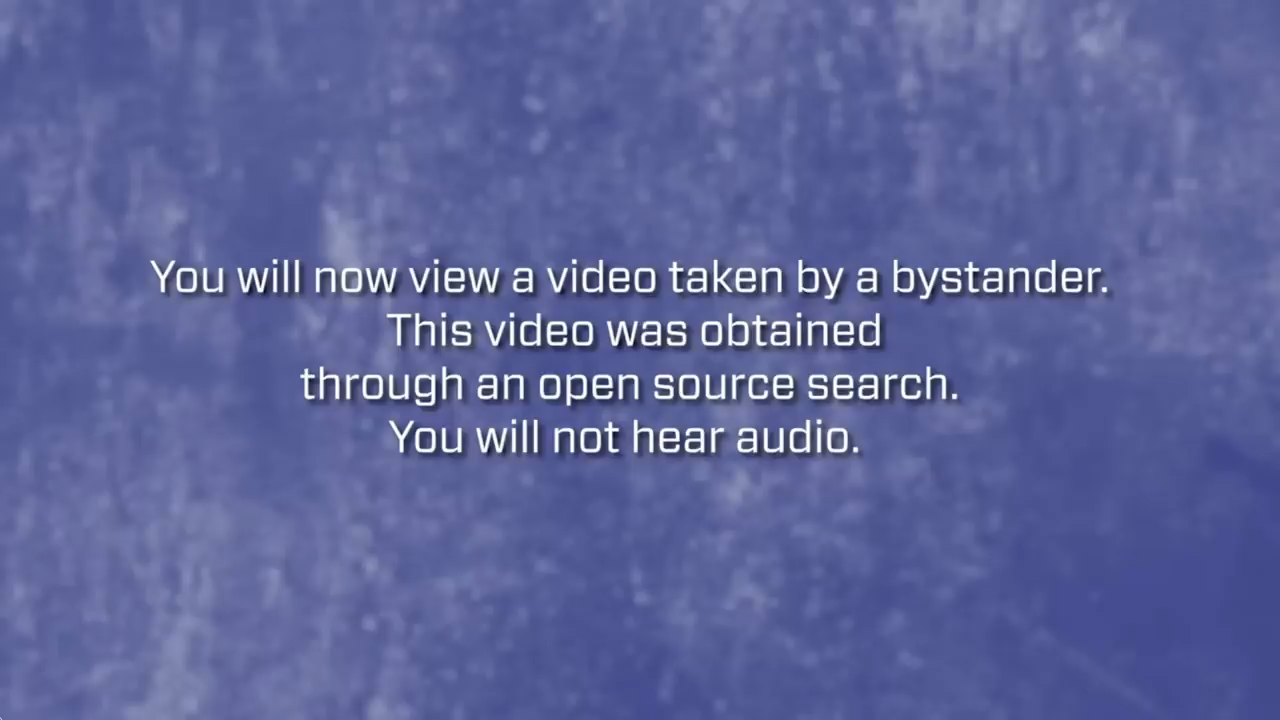 You will now view a video taken by a bystander.
This video was obtained
through an open source search.
You will not hear audio.